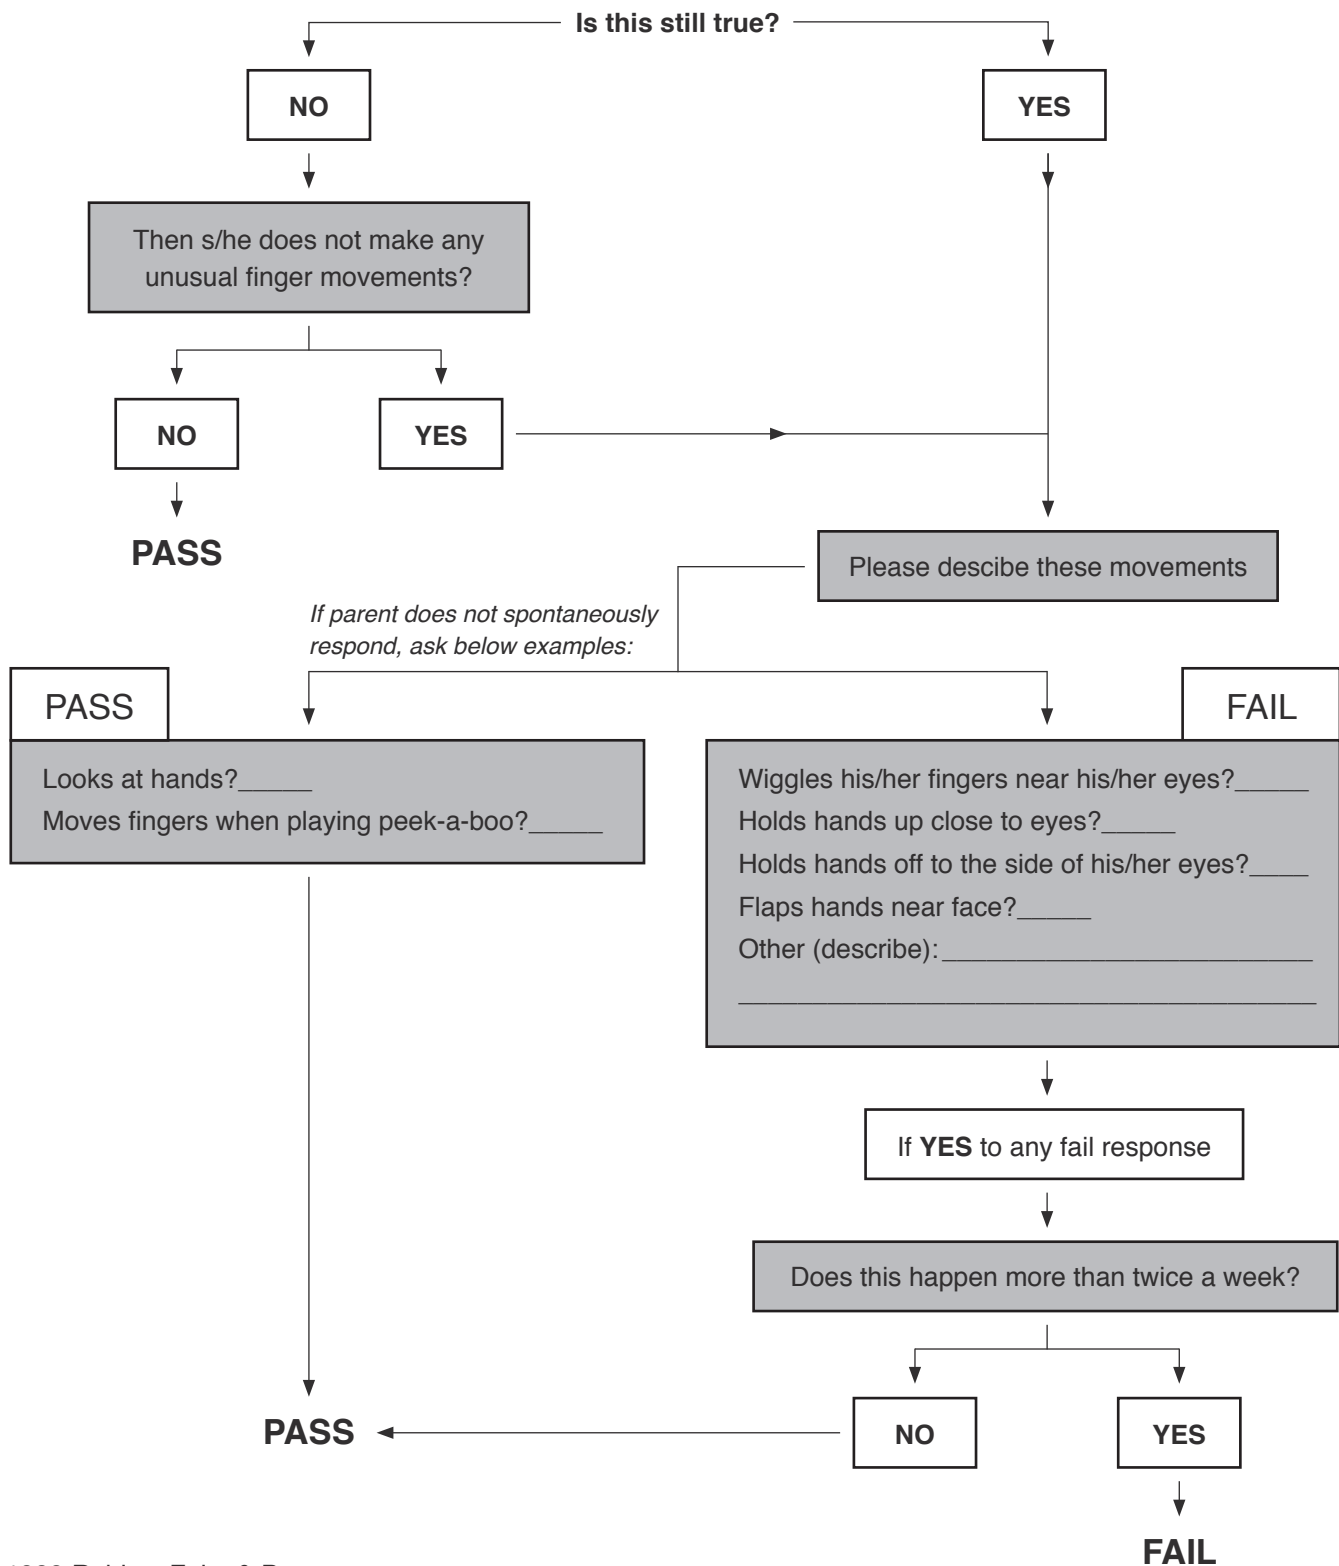 Is this still true?
NO
YES
Then s/he does not make any
unusual finger movements?
NO
YES
PASS
Please descibe these movements
If parent does not spontaneously
respond, ask below examples:
PASS
FAIL
Looks at hands?_____
Moves fingers when playing peek-a-boo?_____
Wiggles his/her fingers near his/her eyes?_____
Holds hands up close to eyes?_____
Holds hands off to the side of his/her eyes?____
Flaps hands near face?_____
Other (describe):_________________________
_______________________________________
If YES to any fail response
Does this happen more than twice a week?
PASS
NO
YES
FAIL